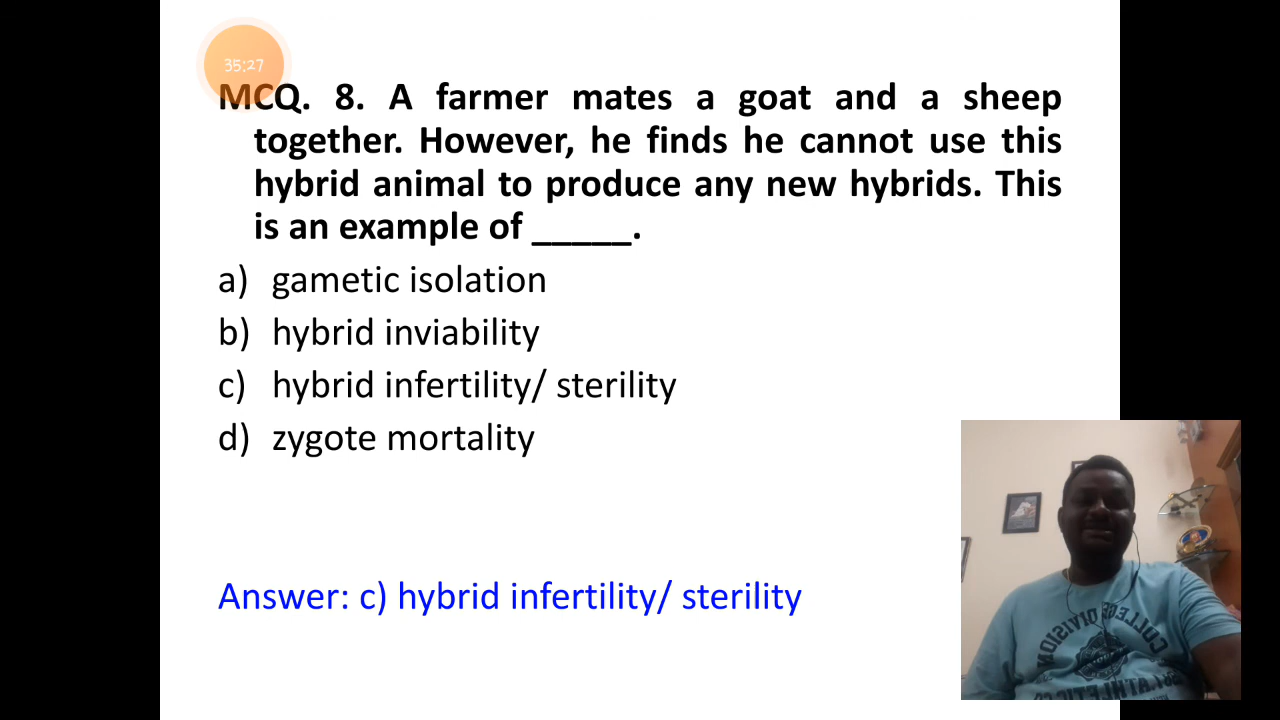 35:27
MCQ. 8. A farmer mates a goat and a sheep
together. However, he finds he cannot use this
hybrid animal to produce any new hybrids. This
is an example of _____.
a) gametic isolation
b) hybrid inviability
c) hybrid infertility/ sterility
d) zygote mortality
Answer: c) hybrid infertility/ sterility
COLLEGE DIVISION